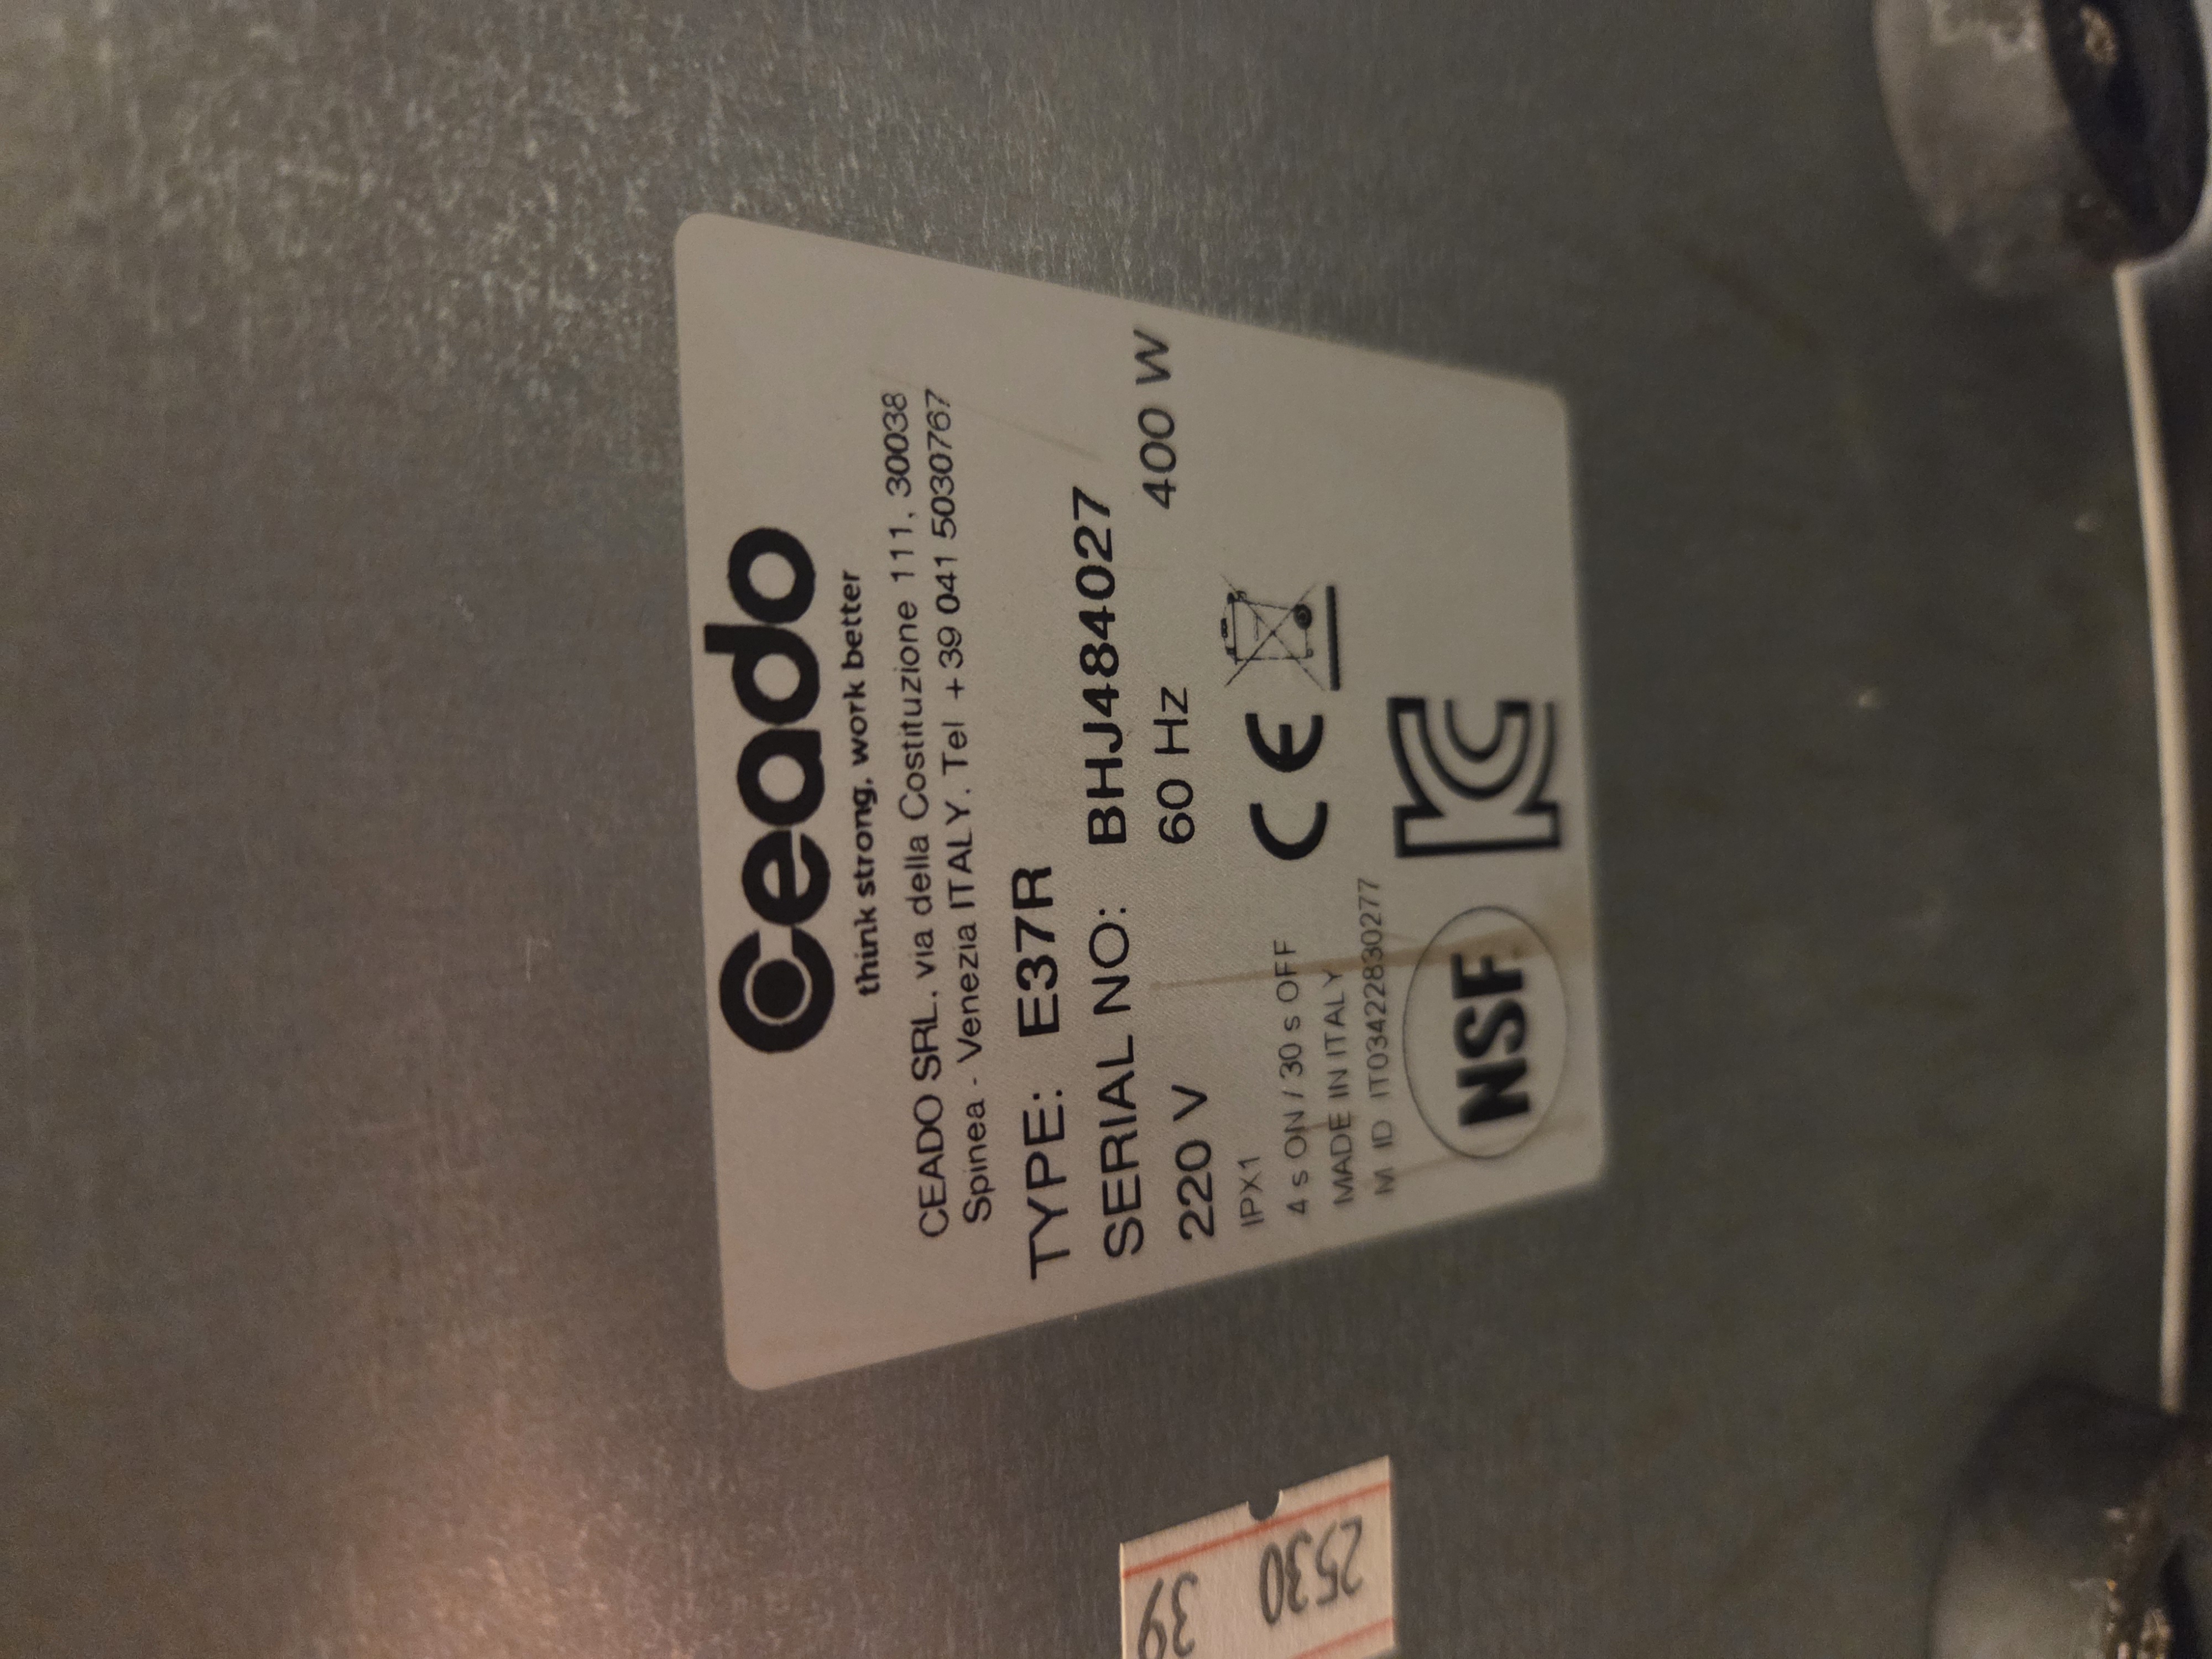 Ceado
think strong, work better
CEADO SRL, via della Costituzione 111, 30038
Spinea - Venezia ITALY. Tel +39 041 5030767
TYPE: E37R
SERIAL NO: BHJ484027
220 V 60 Hz 400 W
IPX1
4 s ON / 30 s OFF
MADE IN ITALY
M ID IT03422830277
CE
NSF
KC
2530
39